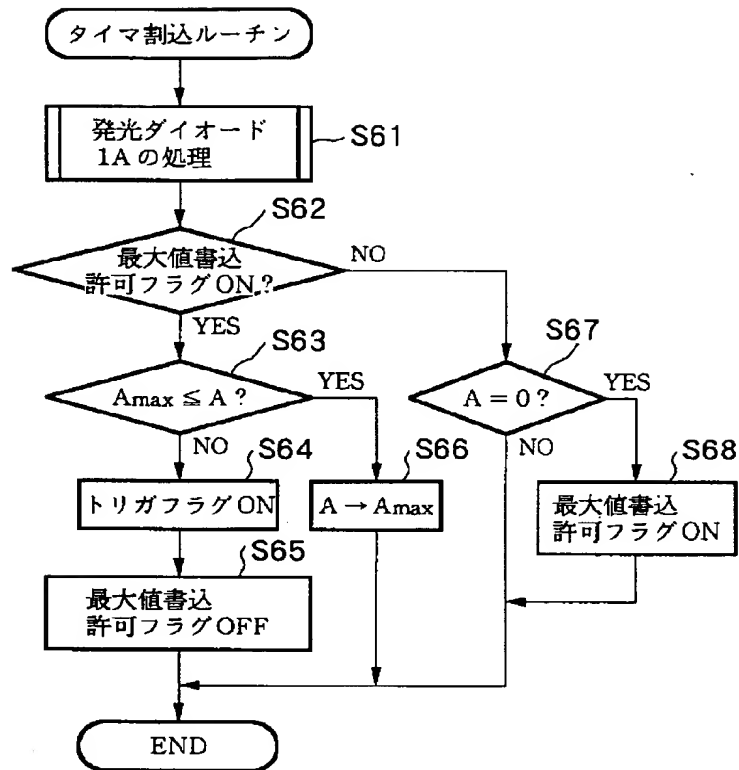 タイマ割込ルーチン
発光ダイオード
1Aの処理
S61
S62
最大値書込
許可フラグON?
NO
YES
S63
Amax ≦ A ?
YES
NO
S67
A = 0 ?
YES
NO
S64
トリガフラグON
S66
A → Amax
S68
最大値書込
許可フラグON
S65
最大値書込
許可フラグOFF
END